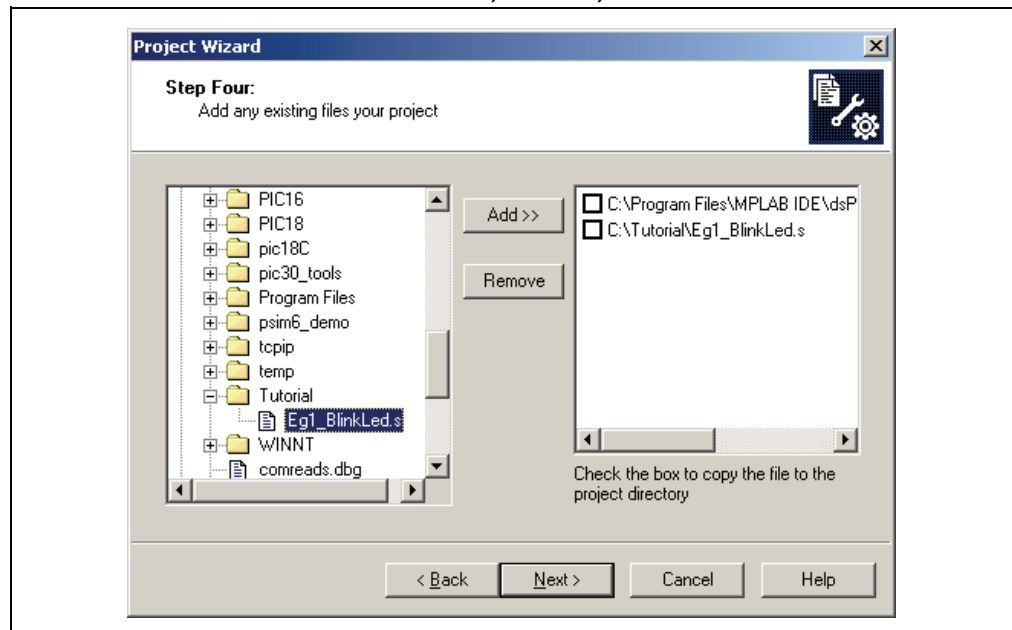 Project Wizard
Step Four:
Add any existing files your project
PIC16
PIC18
pic18C
pic30_tools
Program Files
psim6_demo
tcpip
temp
Tutorial
Eg1_BlinkLed.s
WINNT
comreads.dbg
Add >>
Remove
C:\Program Files\MPLAB IDE\dsP
C:\Tutorial\Eg1_BlinkLed.s
Check the box to copy the file to the
project directory
< Back
Next >
Cancel
Help